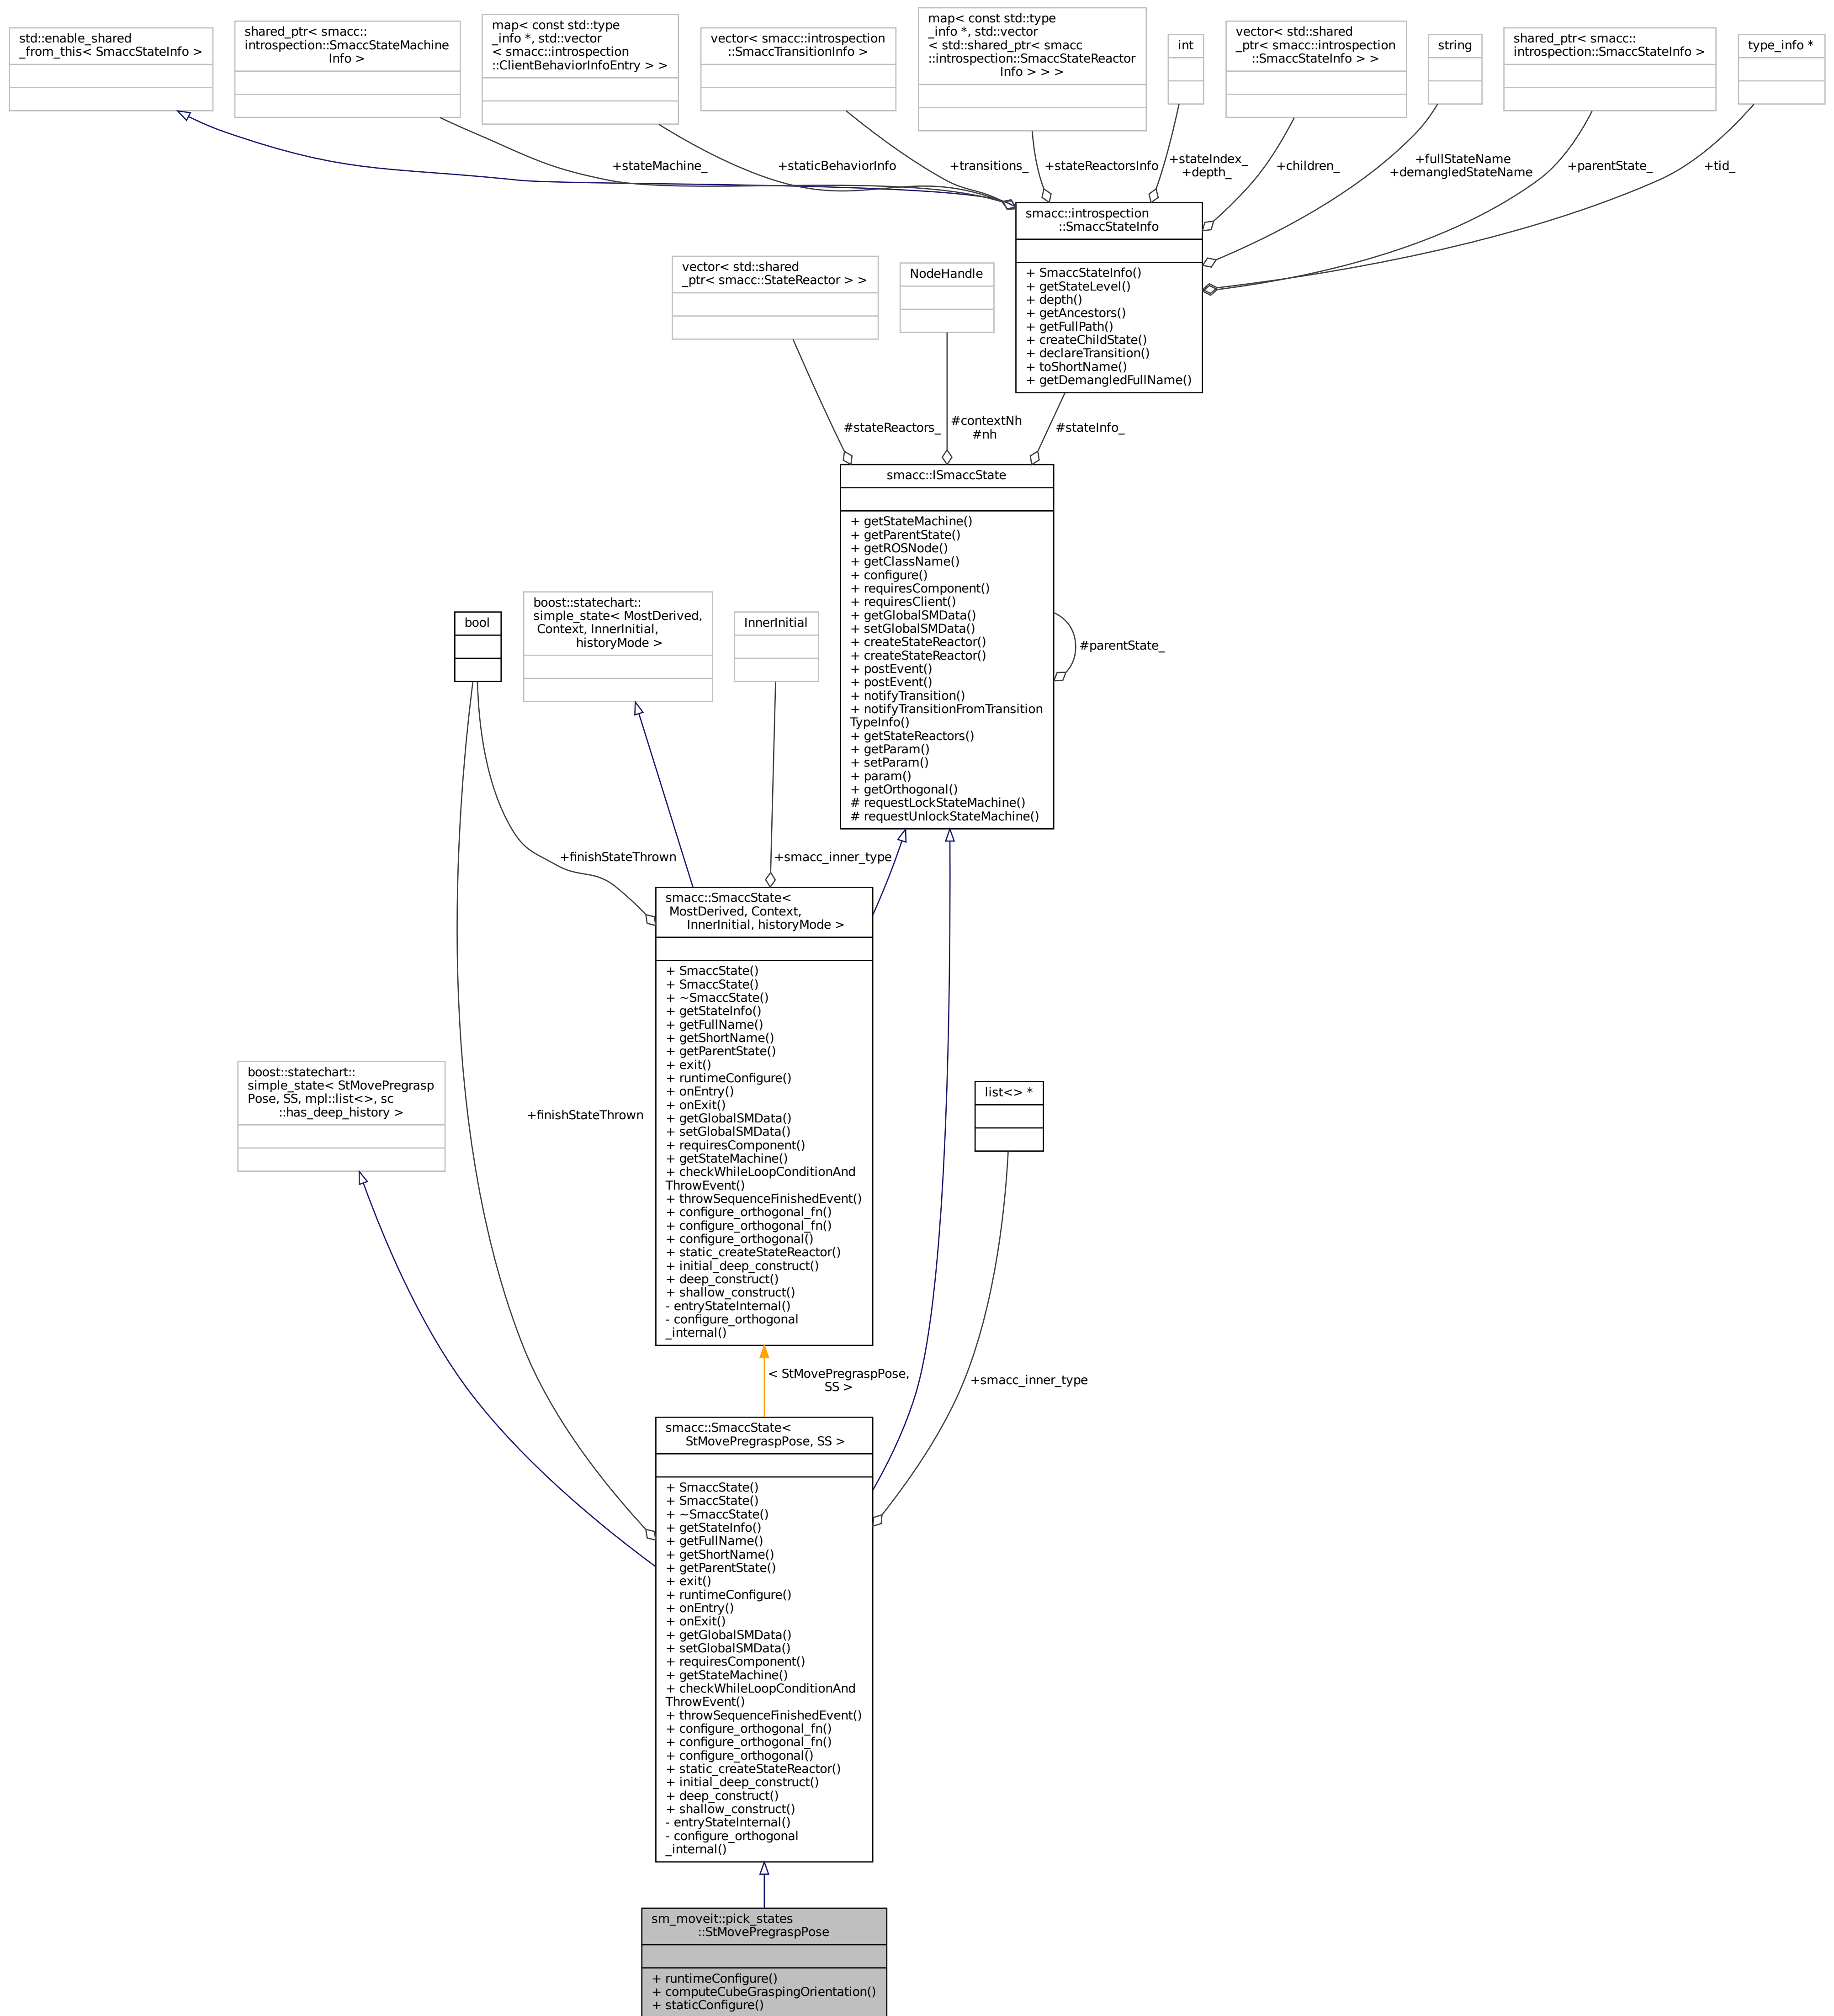 std::enable_shared
_from_this< SmaccStateInfo >
shared_ptr< smacc::
introspection::SmaccStateMachine
Info >
map< const std::type
_info *, std::vector
< smacc::introspection
::ClientBehaviorInfoEntry > >
vector< smacc::introspection
::SmaccTransitionInfo >
map< const std::type
_info *, std::vector
< std::shared_ptr< smacc
::introspection::SmaccStateReactor
Info > > >
int
vector< std::shared
_ptr< smacc::introspection
::SmaccStateInfo > >
string
shared_ptr< smacc::
introspection::SmaccStateInfo >
type_info *
+stateMachine_
+staticBehaviorInfo
+transitions_
+stateReactorsInfo
+stateIndex_
+depth_
+children_
+fullStateName
+demangledStateName
+parentState_
+tid_
smacc::introspection
::SmaccStateInfo
+ SmaccStateInfo()
+ getStateLevel()
+ depth()
+ getAncestors()
+ getFullPath()
+ createChildState()
+ declareTransition()
+ toShortName()
+ getDemangledFullName()
vector< std::shared
_ptr< smacc::StateReactor > >
NodeHandle
#stateReactors_
#contextNh
#nh
#stateInfo_
smacc::ISmaccState
+ getStateMachine()
+ getParentState()
+ getROSNode()
+ getClassName()
+ configure()
+ requiresComponent()
+ requiresClient()
+ getGlobalSMData()
+ setGlobalSMData()
+ createStateReactor()
+ createStateReactor()
+ postEvent()
+ postEvent()
+ notifyTransition()
+ notifyTransitionFromTransition
TypeInfo()
+ getStateReactors()
+ getParam()
+ setParam()
+ param()
+ getOrthogonal()
# requestLockStateMachine()
# requestUnlockStateMachine()
#parentState_
bool
boost::statechart::
simple_state< MostDerived,
Context, InnerInitial,
historyMode >
InnerInitial
+finishStateThrown
+smacc_inner_type
smacc::SmaccState<
MostDerived, Context,
InnerInitial, historyMode >
+ SmaccState()
+ SmaccState()
+ ~SmaccState()
+ getStateInfo()
+ getFullName()
+ getShortName()
+ getParentState()
+ exit()
+ runtimeConfigure()
+ onEntry()
+ onExit()
+ getGlobalSMData()
+ setGlobalSMData()
+ requiresComponent()
+ getStateMachine()
+ checkWhileLoopConditionAnd
ThrowEvent()
+ throwSequenceFinishedEvent()
+ configure_orthogonal_fn()
+ configure_orthogonal_fn()
+ configure_orthogonal()
+ static_createStateReactor()
+ initial_deep_construct()
+ deep_construct()
+ shallow_construct()
- entryStateInternal()
- configure_orthogonal
_internal()
boost::statechart::
simple_state< StMovePregrasp
Pose, SS, mpl::list<>, sc
::has_deep_history >
+finishStateThrown
list<> *
< StMovePregraspPose,
SS >
+smacc_inner_type
smacc::SmaccState<
StMovePregraspPose, SS >
+ SmaccState()
+ SmaccState()
+ ~SmaccState()
+ getStateInfo()
+ getFullName()
+ getShortName()
+ getParentState()
+ exit()
+ runtimeConfigure()
+ onEntry()
+ onExit()
+ getGlobalSMData()
+ setGlobalSMData()
+ requiresComponent()
+ getStateMachine()
+ checkWhileLoopConditionAnd
ThrowEvent()
+ throwSequenceFinishedEvent()
+ configure_orthogonal_fn()
+ configure_orthogonal_fn()
+ configure_orthogonal()
+ static_createStateReactor()
+ initial_deep_construct()
+ deep_construct()
+ shallow_construct()
- entryStateInternal()
- configure_orthogonal
_internal()
sm_moveit::pick_states
::StMovePregraspPose
+ runtimeConfigure()
+ computeCubeGraspingOrientation()
+ staticConfigure()